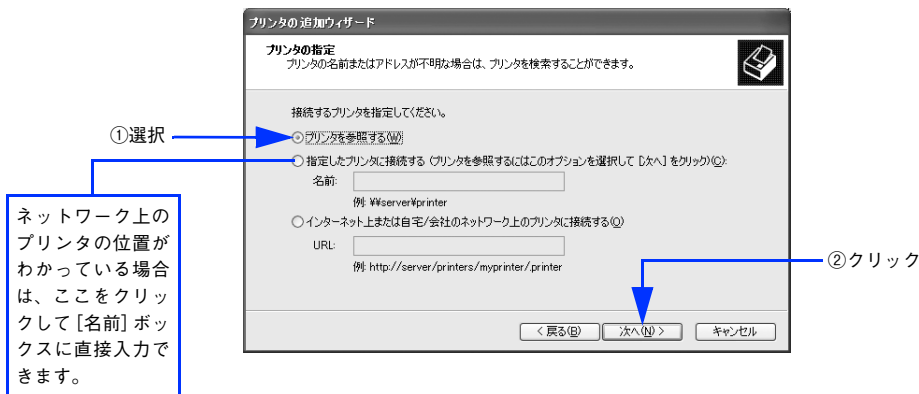 プリンタの追加ウィザード
プリンタの指定
プリンタの名前またはアドレスが不明な場合は、プリンタを検索することができます。
接続するプリンタを指定してください。
①選択
プリンタを参照する(W)
指定したプリンタに接続する (プリンタを参照するにはこのオプションを選択して [次へ] をクリック)(C):
名前:
例: ¥¥server¥printer
インターネット上または自宅/会社のネットワーク上のプリンタに接続する(O)
URL:
例: http://server/printers/myprinter/.printer
ネットワーク上の
プリンタの位置が
わかっている場合
は、ここをクリッ
クして [名前] ボッ
クスに直接入力で
きます。
②クリック
< 戻る(B)
次へ(N) >
キャンセル